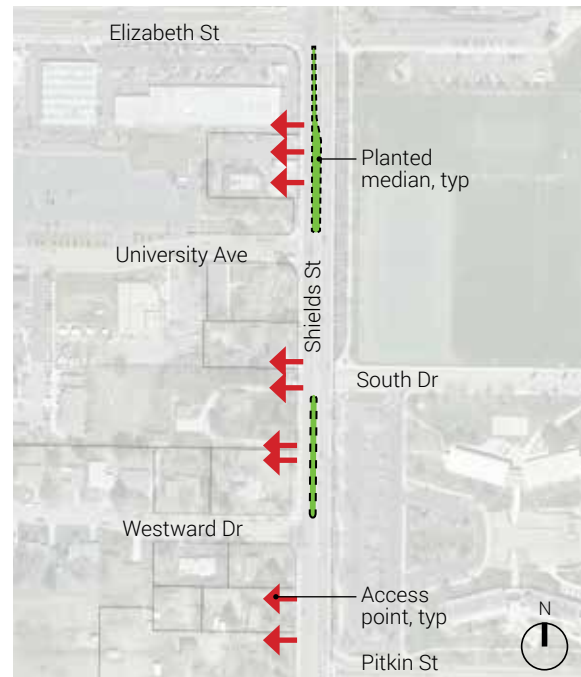 Elizabeth St
Planted
median, typ
University Ave
Shields St
South Dr
Westward Dr
Access
point, typ
N
Pitkin St